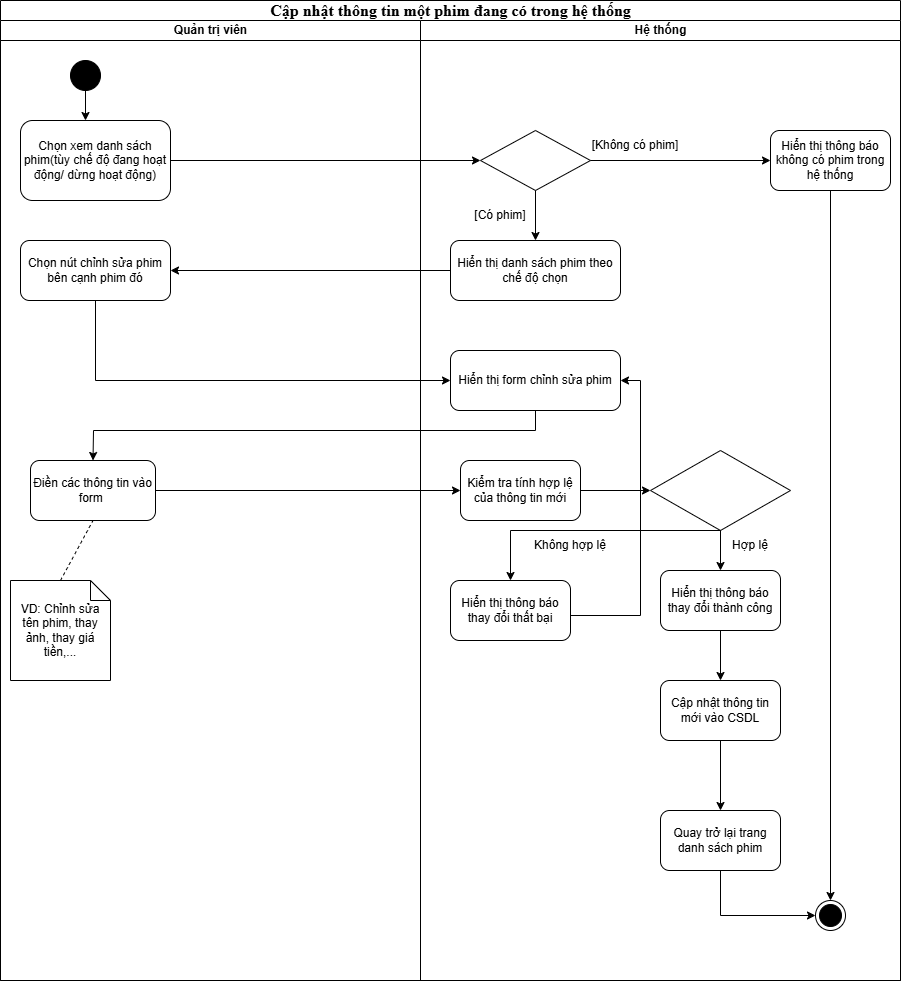 Cập nhật thông tin một phim đang có trong hệ thống
Quản trị viên
Hệ thống
Chọn xem danh sách
phim(tùy chế độ đang hoạt
động/ dừng hoạt động)
[Không có phim]
Hiển thị thông báo
không có phim trong
hệ thống
[Có phim]
Chọn nút chỉnh sửa phim
bên cạnh phim đó
Hiển thị danh sách phim theo
chế độ chọn
Hiển thị form chỉnh sửa phim
Điền các thông tin vào
form
Kiểm tra tính hợp lệ
của thông tin mới
Không hợp lệ
Hợp lệ
VD: Chỉnh sửa
tên phim, thay
ảnh, thay giá
tiền,...
Hiển thị thông báo
thay đổi thất bại
Hiển thị thông báo
thay đổi thành công
Cập nhật thông tin
mới vào CSDL
Quay trở lại trang
danh sách phim